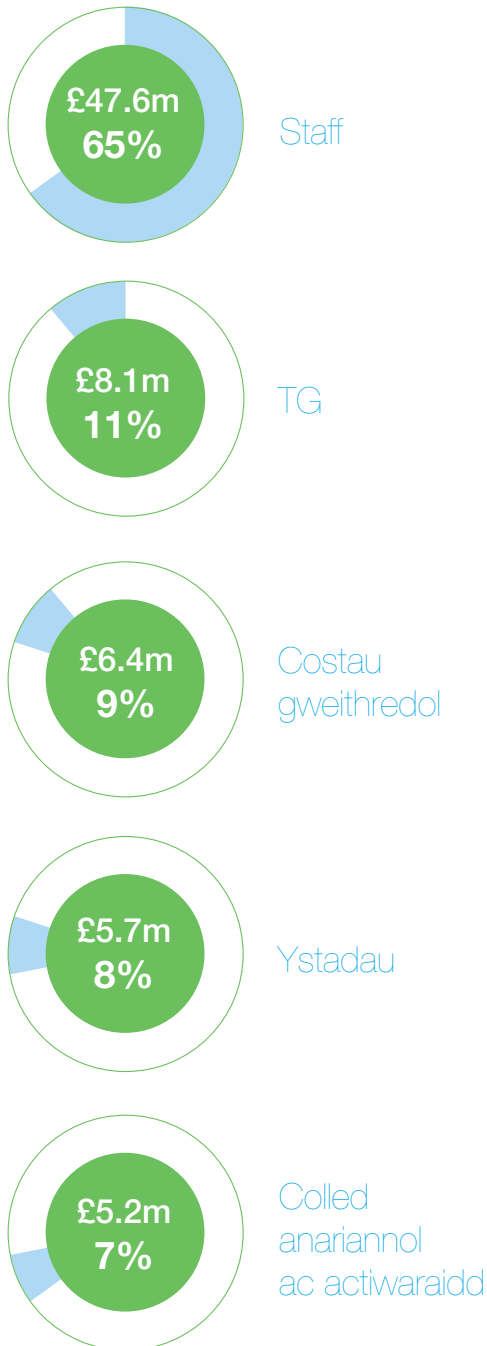 £47.6m
65%
Staff
£8.1m
11%
TG
£6.4m
9%
Costau
gweithredol
£5.7m
8%
Ystadau
£5.2m
7%
Colled
anariannol
ac actiwaraidd